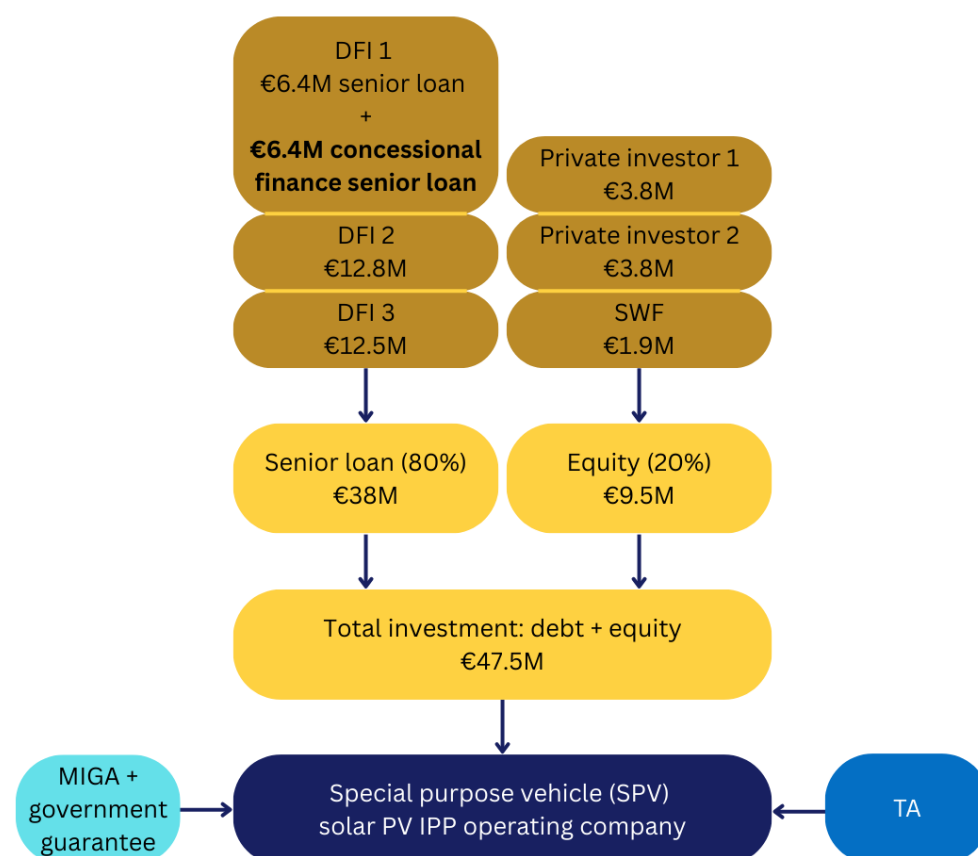 DFI 1
€6.4M senior loan
+
€6.4M concessional
finance senior loan
Private investor 1
€3.8M
DFI 2
€12.8M
Private investor 2
€3.8M
DFI 3
€12.5M
SWF
€1.9M
Senior loan (80%)
€38M
Equity (20%)
€9.5M
Total investment: debt + equity
€47.5M
MIGA +
government
guarantee
Special purpose vehicle (SPV)
solar PV IPP operating company
TA